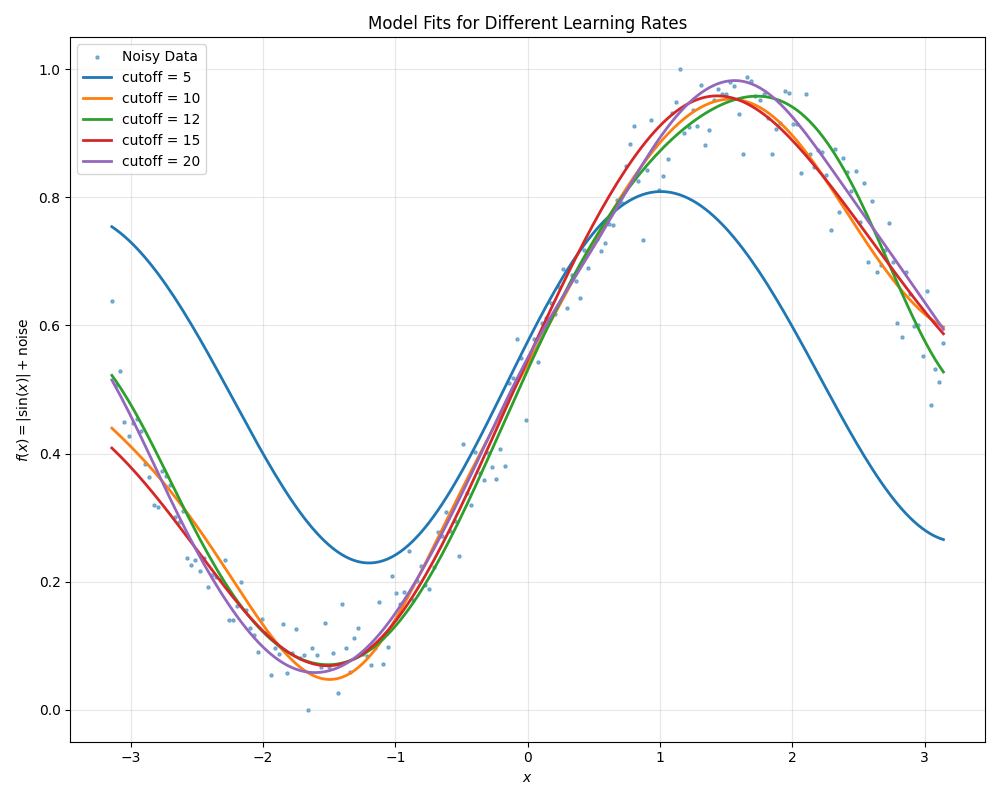 Model Fits for Different Learning Rates
Noisy Data
cutoff = 5
cutoff = 10
cutoff = 12
cutoff = 15
cutoff = 20
f(x) = |sin(x)| + noise
1.0
0.8
0.6
0.4
0.2
0.0
−3
−2
−1
0
1
2
3
x